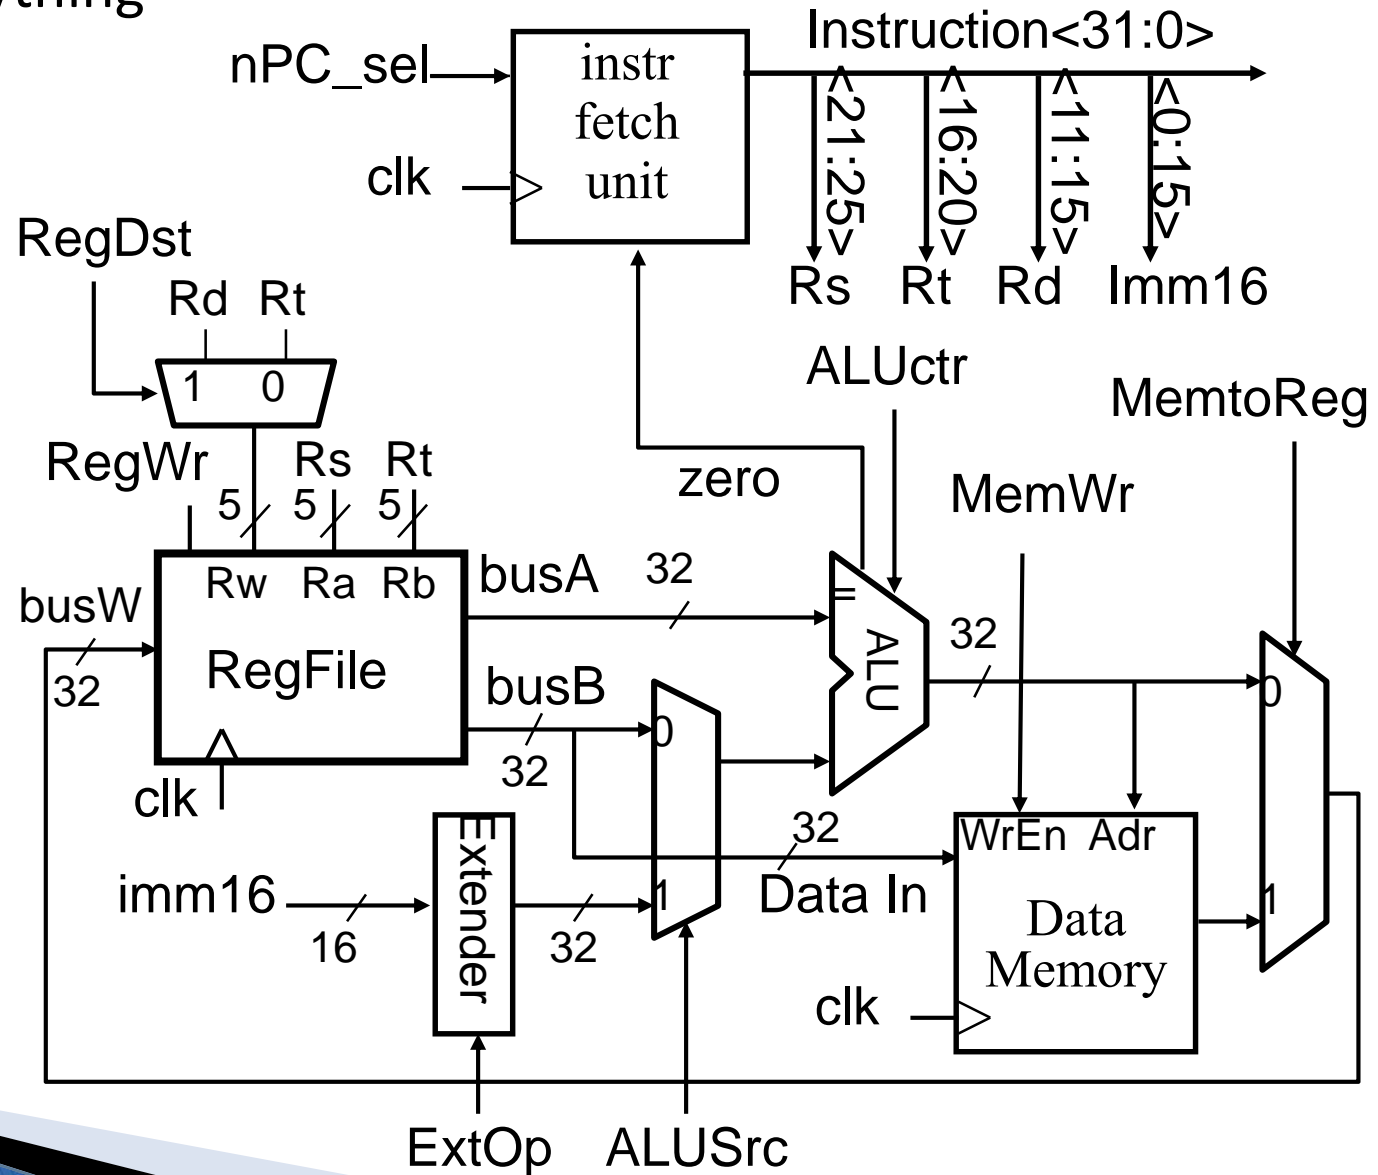 Instruction<31:0>
nPC_sel
instr
fetch
unit
clk
<21:25>
<16:20>
<11:15>
<0:15>
Rs Rt Rd Imm16
RegDst
Rd Rt
1 0
ALUctr
MemtoReg
RegWr
Rs Rt
5 5 5
zero
MemWr
Rw Ra Rb
busA
32
busW
32
RegFile
clk
busB
32
=
ALU
32
0
1
0
1
imm16
16
Extender
32
32
Data In
WrEn Adr
Data
Memory
clk
ExtOp ALUSrc